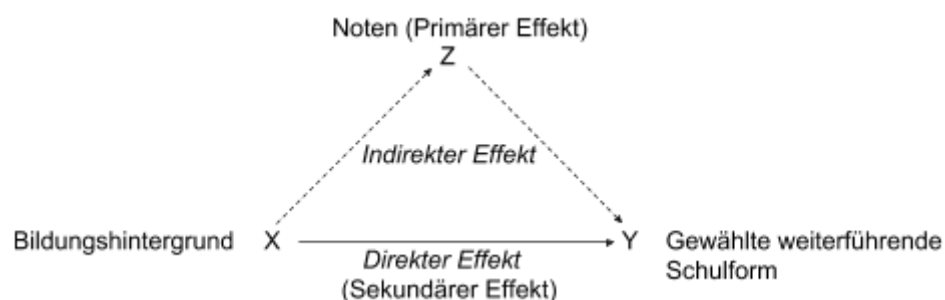 Noten (Primärer Effekt)
Z
Indirekter Effekt
Bildungshintergrund X
Direkter Effekt
(Sekundärer Effekt)
Y Gewählte weiterführende
Schulform